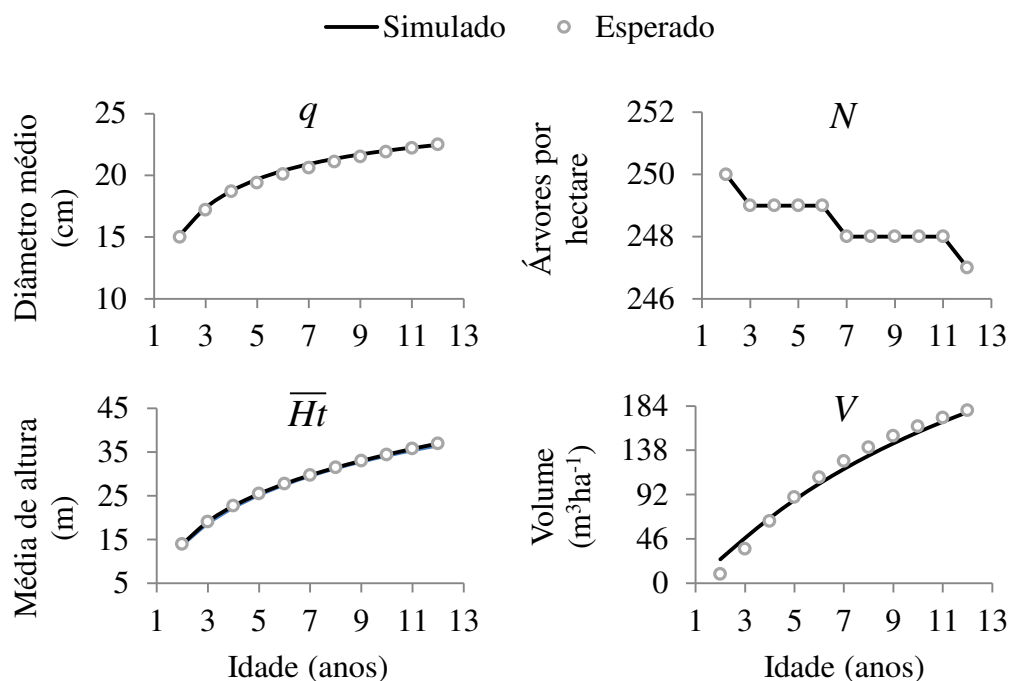 Simulado Esperado
q
Diâmetro médio
(cm)
25
20
15
10
1 3 5 7 9 11 13
N
Árvores por
hectare
252
250
248
246
1 3 5 7 9 11 13
Ht
Média de altura
(m)
45
35
25
15
5
1 3 5 7 9 11 13
Idade (anos)
V
Volume
(m³ha⁻¹)
184
138
92
46
0
1 3 5 7 9 11 13
Idade (anos)